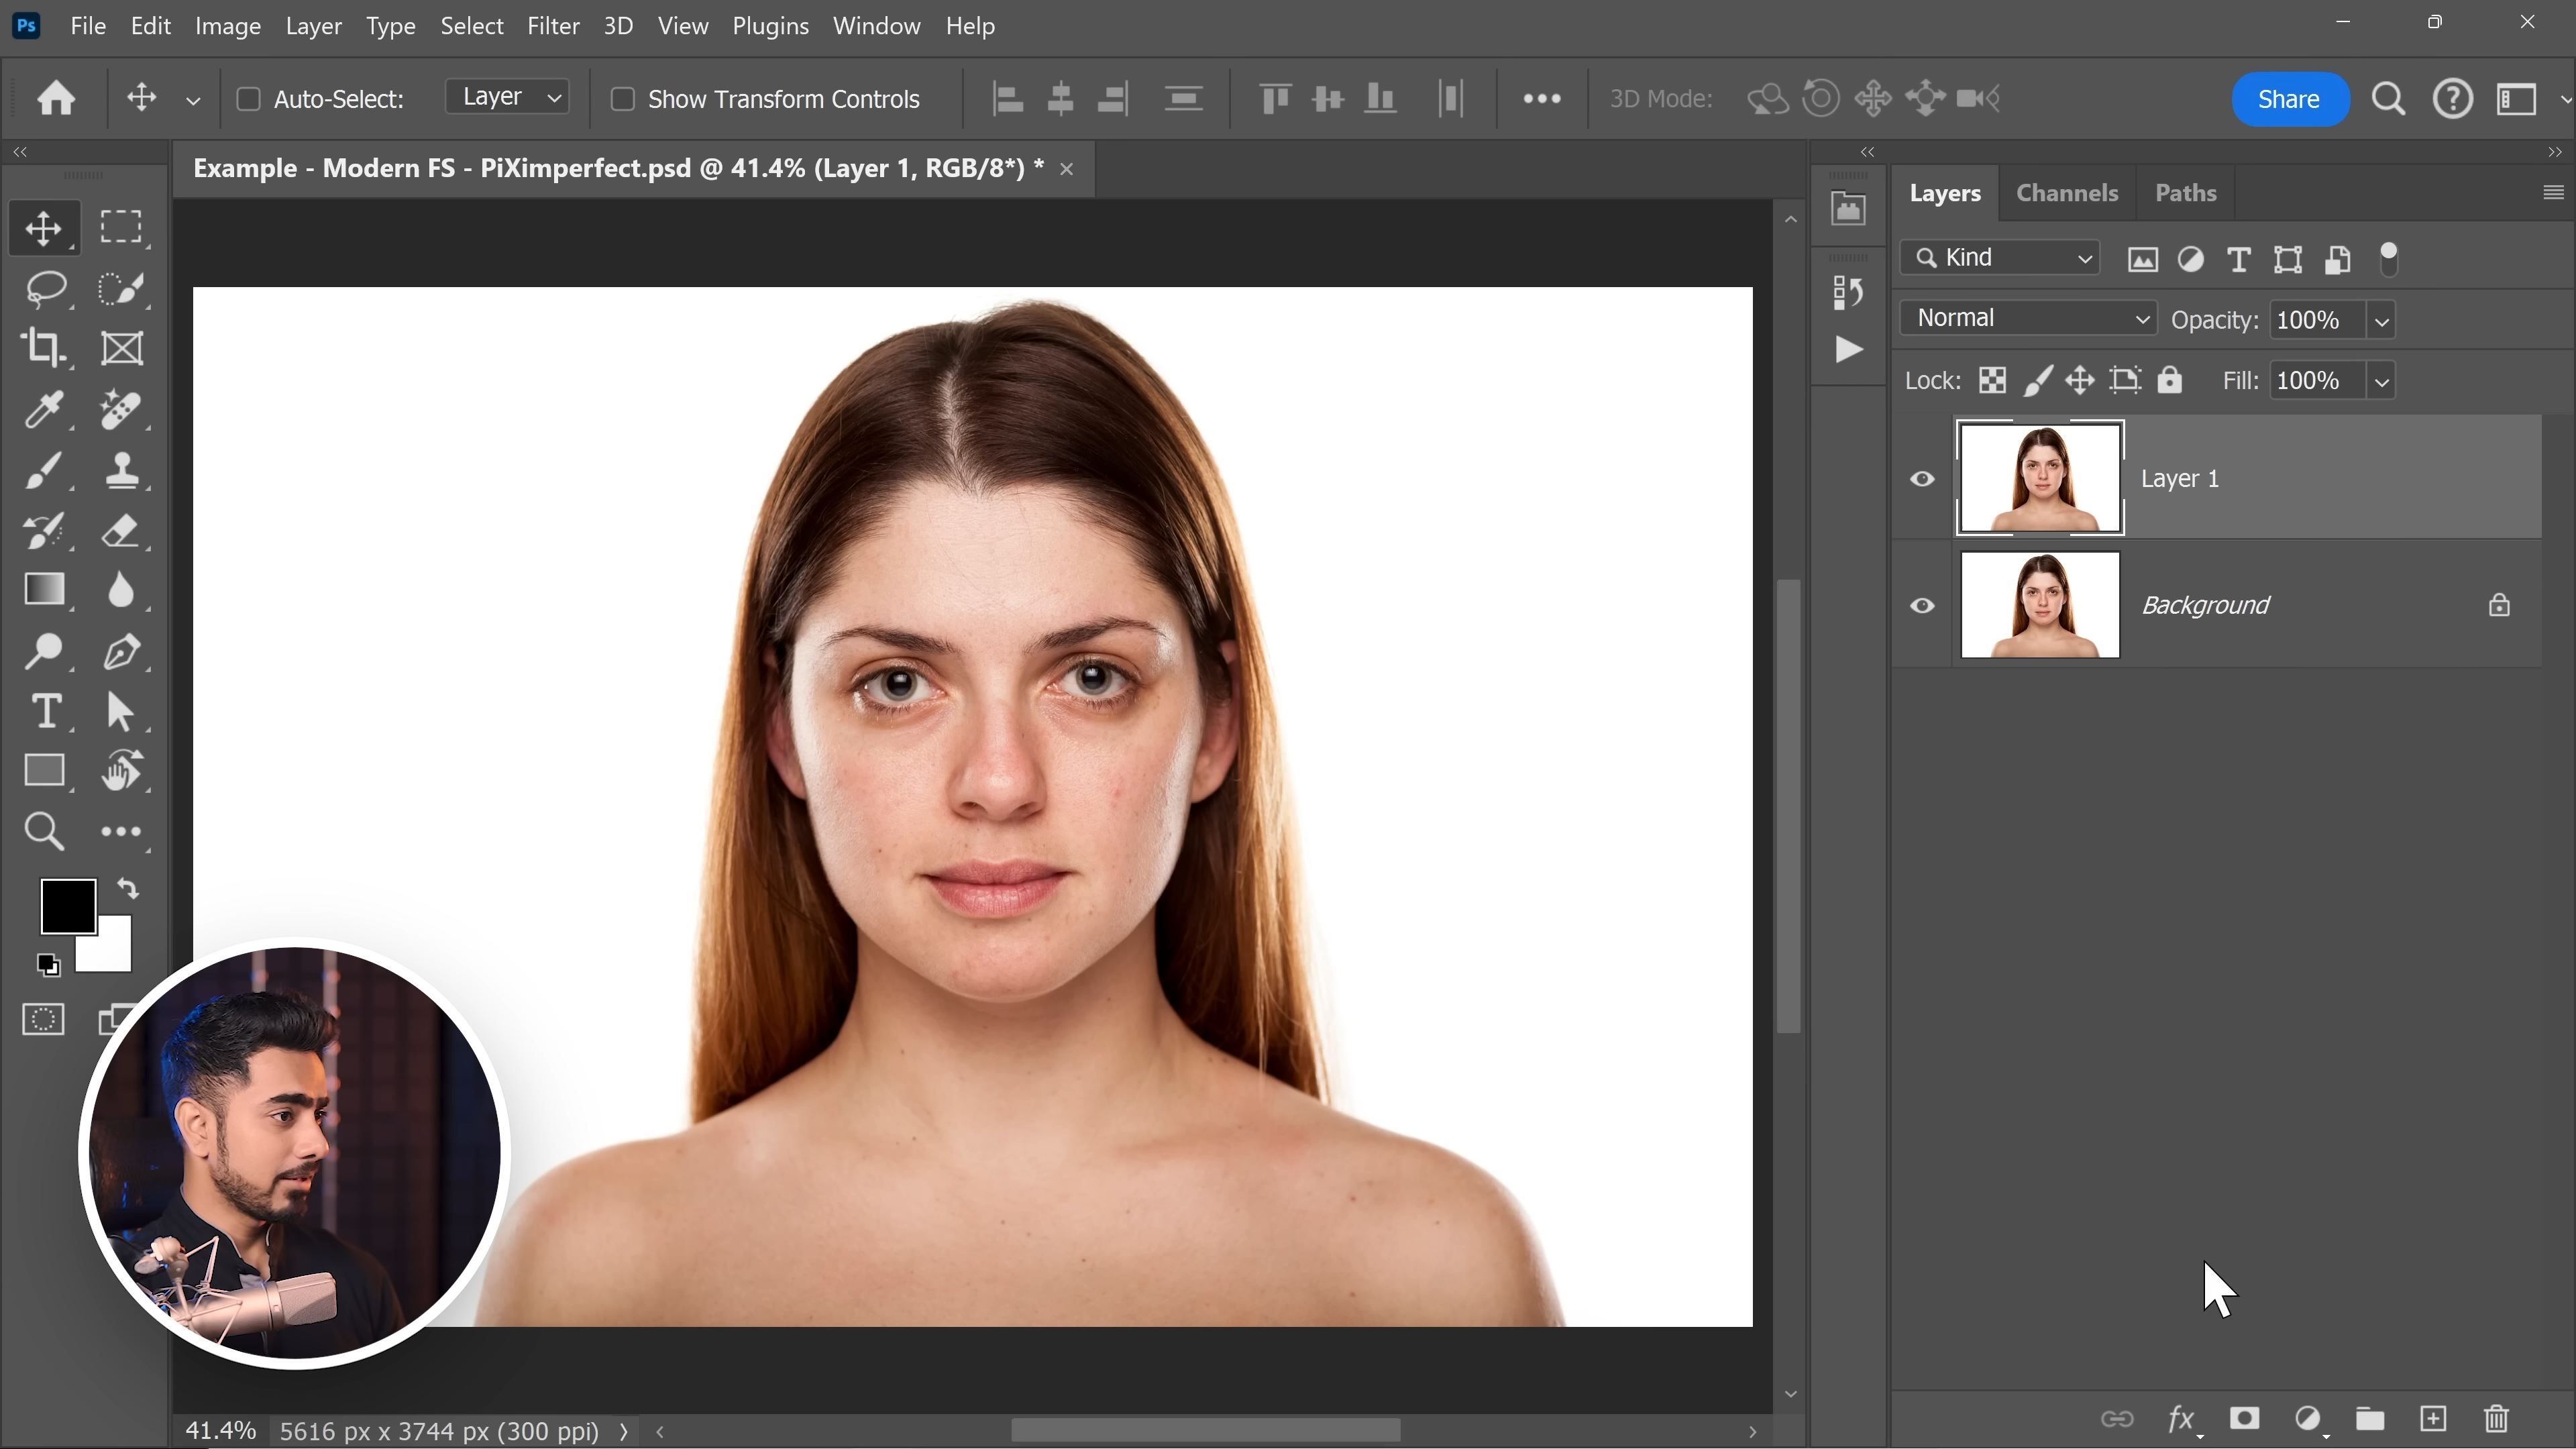 Ps File Edit Image Layer Type Select Filter 3D View Plugins Window Help
Auto-Select: Layer Show Transform Controls 3D Mode: Share
Example - Modern FS - PiXimperfect.psd @ 41.4% (Layer 1, RGB/8*) *
Layers Channels Paths
Kind
Normal Opacity: 100%
Lock: Fill: 100%
Layer 1
Background
fx
41.4% 5616 px x 3744 px (300 ppi)